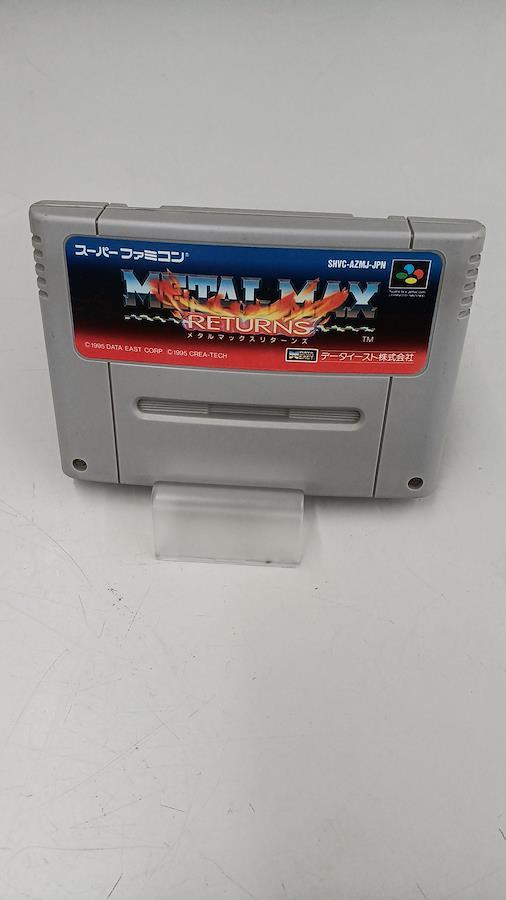 スーパーファミコン®
SHVC-AZMJ-JPN
METAL MAX
RETURNS
メタルマックスリターンズ
TM
©1995 DATA EAST CORP. ©1995 CREA-TECH
DATA EAST
データイースト株式会社